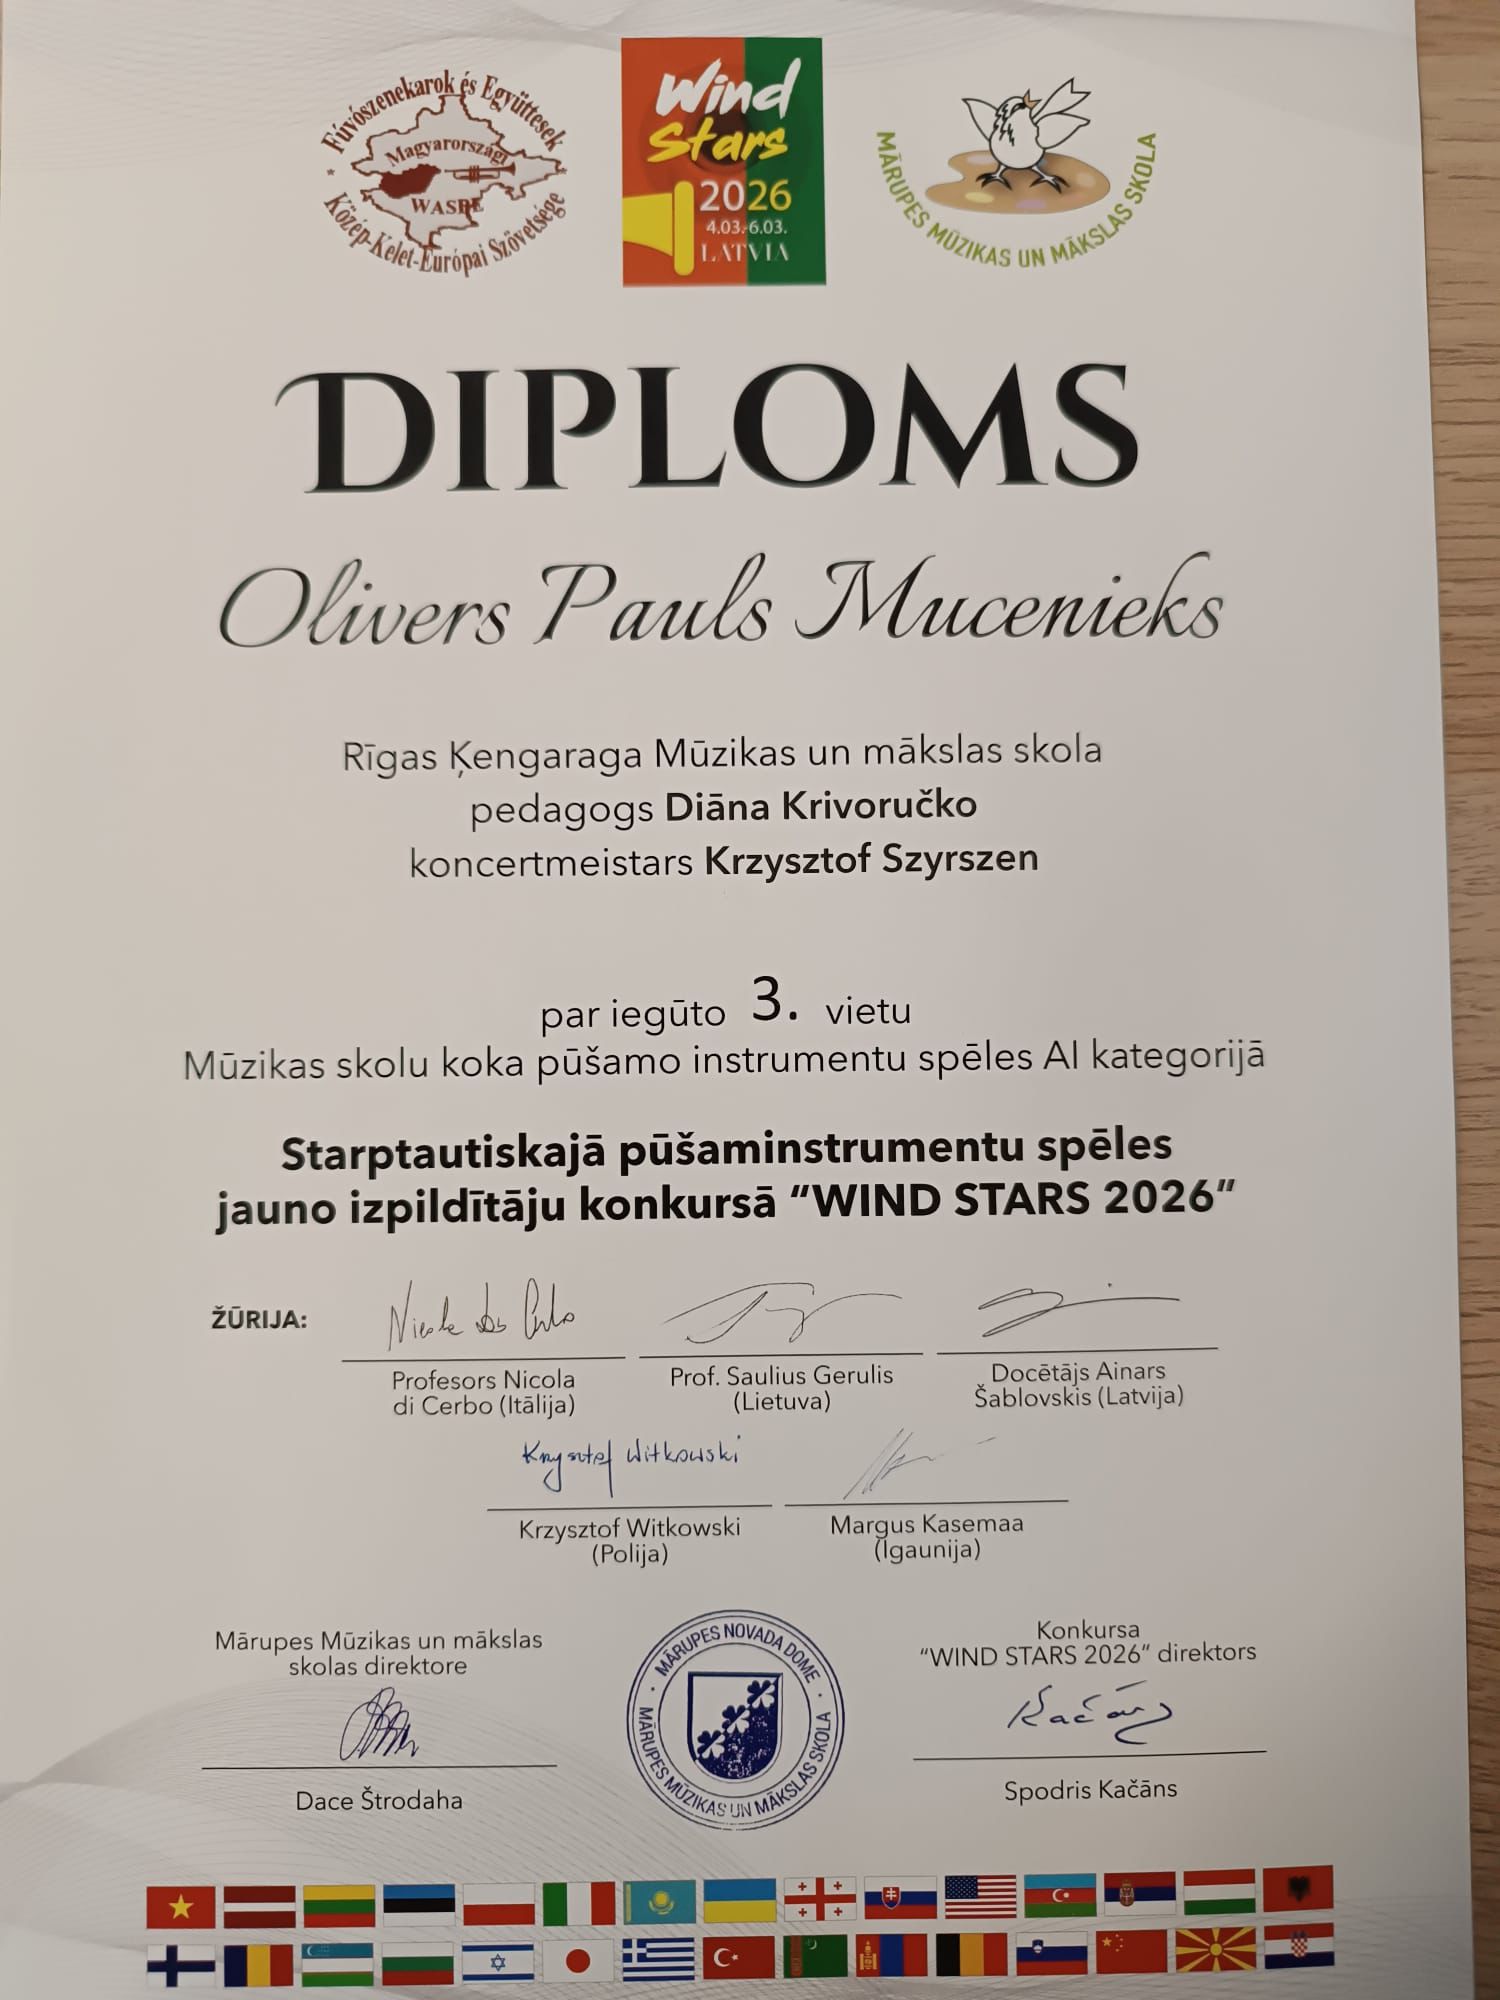 Fúvószenekarok és Együttesek
Magyarországi
WASBE
Közép-Kelet-Európai Szövetsége
Wind
Stars
2026
4.03.-6.03.
LATVIA
MĀRUPES MŪZIKAS UN MĀKSLAS SKOLA
DIPLOMS
Olivers Pauls Mucenieks
Rīgas Ķengaraga Mūzikas un mākslas skola
pedagogs Diāna Krivoručko
koncertmeistars Krzysztof Szyrszen
par iegūto 3. vietu
Mūzikas skolu koka pūšamo instrumentu spēles AI kategorijā
Starptautiskajā pūšaminstrumentu spēles
jauno izpildītāju konkursā “WIND STARS 2026”
ŽŪRIJA:
Profesors Nicola
di Cerbo (Itālija)
Prof. Saulius Gerulis
(Lietuva)
Docētājs Ainars
Šablovskis (Latvija)
Krzysztof Witkowski
Krzysztof Witkowski
(Polija)
Margus Kasemaa
(Igaunija)
Mārupes Mūzikas un mākslas
skolas direktore
Dace Štrodaha
MĀRUPES NOVADA DOME
MĀRUPES MŪZIKAS UN MĀKSLAS SKOLA
Konkursa
“WIND STARS 2026” direktors
Kačāns
Spodris Kačāns